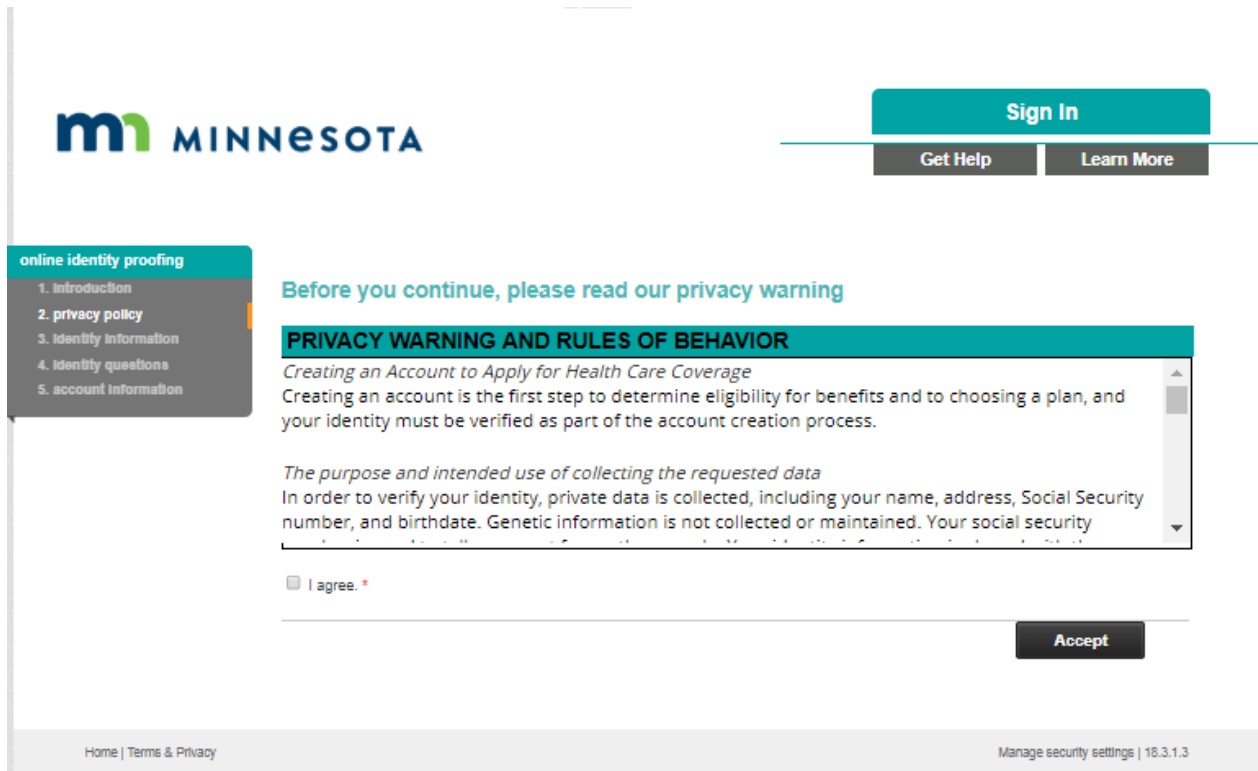 mn MINNESOTA
Sign In
Get Help
Learn More
online identity proofing
1. Introduction
2. privacy policy
3. Identity Information
4. Identity questions
5. account Information
Before you continue, please read our privacy warning
PRIVACY WARNING AND RULES OF BEHAVIOR
Creating an Account to Apply for Health Care Coverage
Creating an account is the first step to determine eligibility for benefits and to choosing a plan, and
your identity must be verified as part of the account creation process.
The purpose and intended use of collecting the requested data
In order to verify your identity, private data is collected, including your name, address, Social Security
number, and birthdate. Genetic information is not collected or maintained. Your social security
I agree. *
Accept
Home | Terms & Privacy
Manage security settings | 18.3.1.3